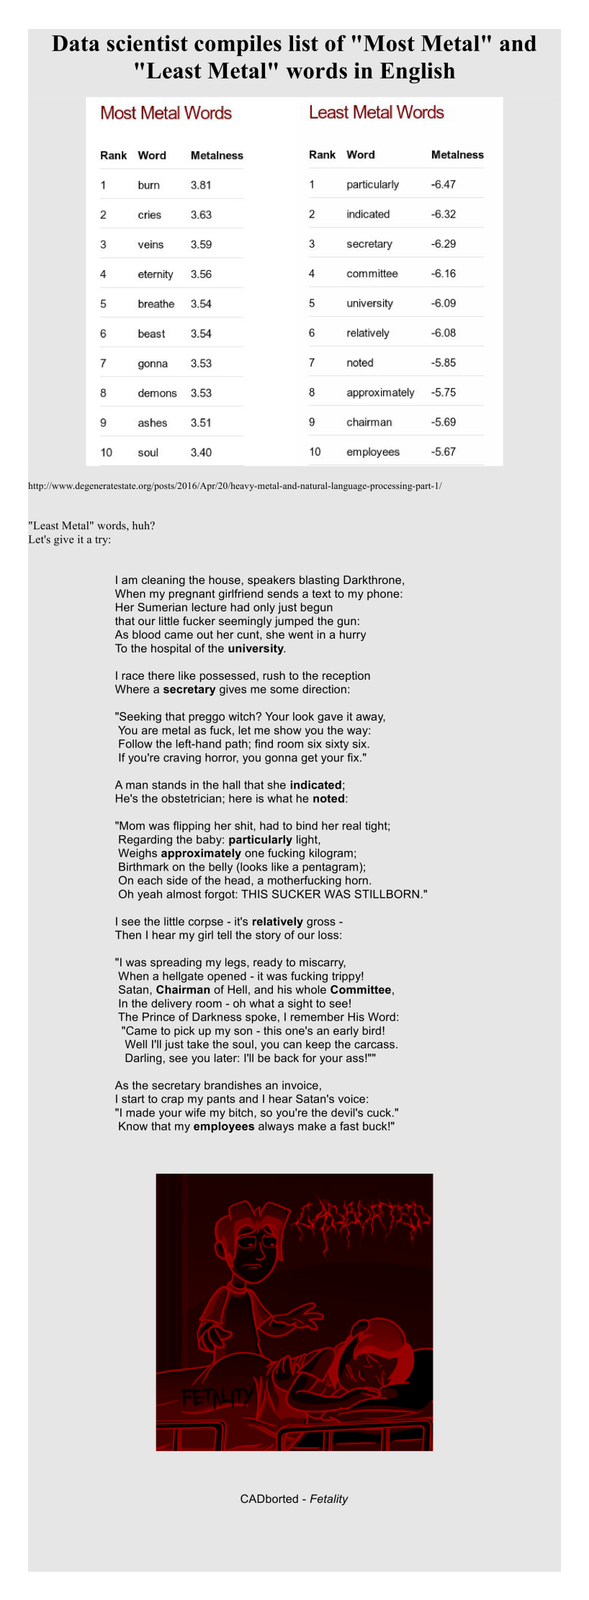 Data scientist compiles list of "Most Metal" and
"Least Metal" words in English
Most Metal Words
Rank Word Metalness
1 burn 3.81
2 cries 3.63
3 veins 3.59
4 eternity 3.56
5 breathe 3.54
6 beast 3.54
7 gonna 3.53
8 demons 3.53
9 ashes 3.51
10 soul 3.40
Least Metal Words
Rank Word Metalness
1 particularly -6.47
2 indicated -6.32
3 secretary -6.29
4 committee -6.16
5 university -6.09
6 relatively -6.08
7 noted -5.85
8 approximately -5.75
9 chairman -5.69
10 employees -5.67
http://www.degeneratestate.org/posts/2016/Apr/20/heavy-metal-and-natural-language-processing-part-1/
"Least Metal" words, huh?
Let's give it a try:
I am cleaning the house, speakers blasting Darkthrone,
When my pregnant girlfriend sends a text to my phone:
Her Sumerian lecture had only just begun
that our little fucker seemingly jumped the gun:
As blood came out her cunt, she went in a hurry
To the hospital of the university.
I race there like possessed, rush to the reception
Where a secretary gives me some direction:
"Seeking that preggo witch? Your look gave it away,
You are metal as fuck, let me show you the way:
Follow the left-hand path; find room six sixty six.
If you're craving horror, you gonna get your fix."
A man stands in the hall that she indicated;
He's the obstetrician; here is what he noted:
"Mom was flipping her shit, had to bind her real tight;
Regarding the baby: particularly light,
Weighs approximately one fucking kilogram;
Birthmark on the belly (looks like a pentagram);
On each side of the head, a motherfucking horn.
Oh yeah almost forgot: THIS SUCKER WAS STILLBORN."
I see the little corpse - it's relatively gross -
Then I hear my girl tell the story of our loss:
"I was spreading my legs, ready to miscarry,
When a hellgate opened - it was fucking trippy!
Satan, Chairman of Hell, and his whole Committee,
In the delivery room - oh what a sight to see!
The Prince of Darkness spoke, I remember His Word:
"Came to pick up my son - this one's an early bird!
Well I'll just take the soul, you can keep the carcass.
Darling, see you later: I'll be back for your ass!""
As the secretary brandishes an invoice,
I start to crap my pants and I hear Satan's voice:
"I made your wife my bitch, so you're the devil's cuck."
Know that my employees always make a fast buck!"
CADBORTED
FETALITY
CADborted - Fetality